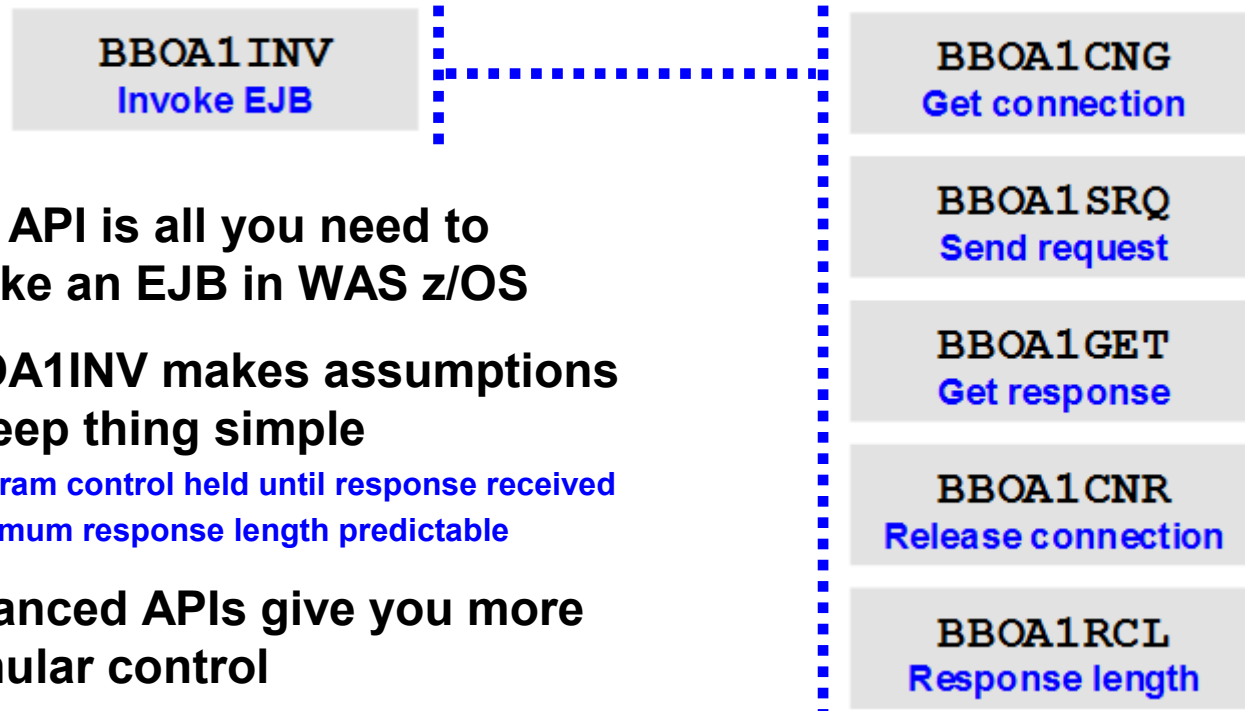 BBOA1INV
Invoke EJB
API is all you need to
ke an EJB in WAS z/OS
OA1INV makes assumptions
eep thing simple
ram control held until response received
mum response length predictable
anced APIs give you more
nular control
BBOA1CNG
Get connection
BBOA1SRQ
Send request
BBOA1GET
Get response
BBOA1CNR
Release connection
BBOA1RCL
Response length